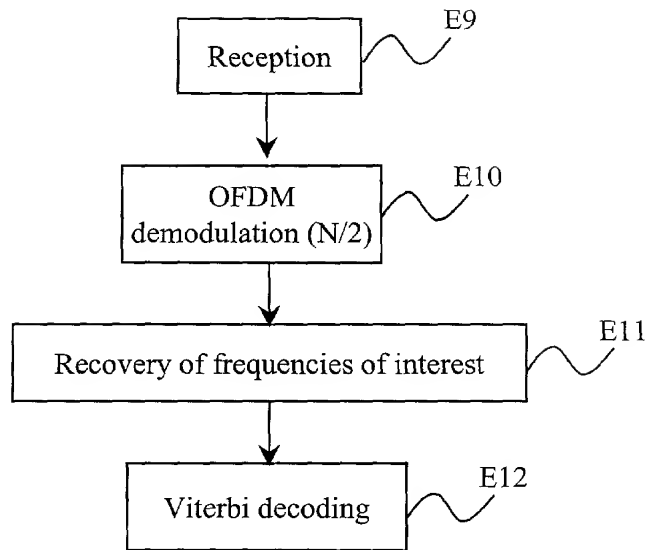 E9
Reception
E10
OFDM
demodulation (N/2)
E11
Recovery of frequencies of interest
E12
Viterbi decoding